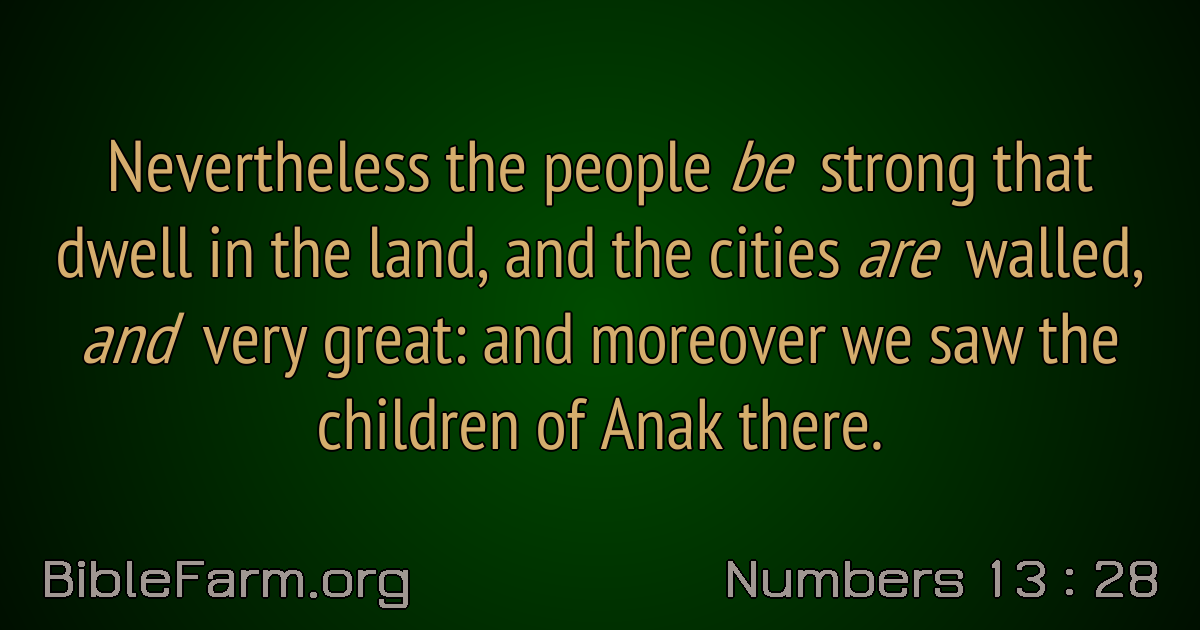 Nevertheless the people be strong that
dwell in the land, and the cities are walled,
and very great: and moreover we saw the
children of Anak there.
BibleFarm.org
Numbers 13 : 28